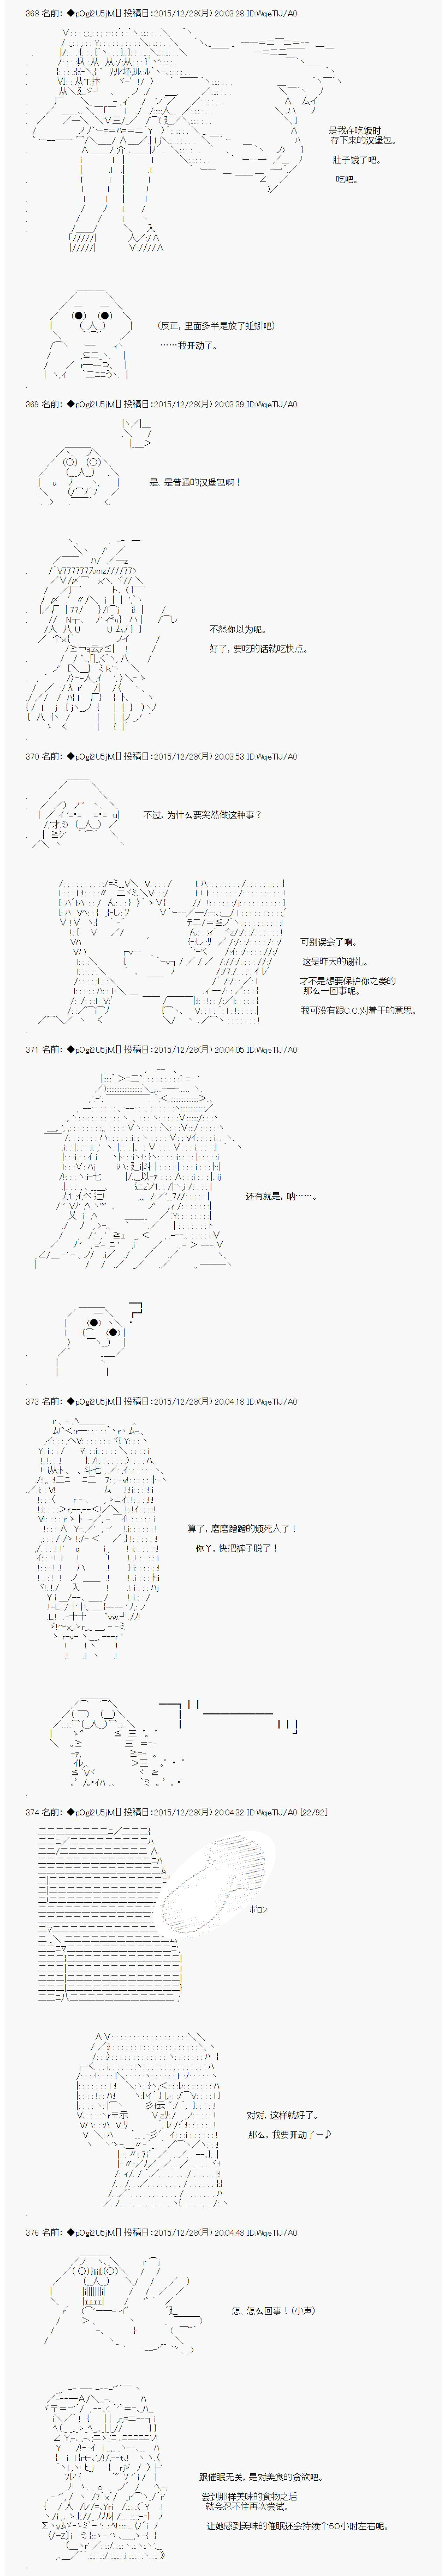 368 名前: ◆pOgi2U5jM[] 投稿日:2015/12/28(月) 20:03:28 ID:WqeTIJ/A0
是我在吃饭时
存下来的汉堡包。
肚子饿了吧。
吃吧。
(反正, 里面多半是放了蚯蚓吧)
……我开动了。
369 名前: ◆pOgi2U5jM[] 投稿日:2015/12/28(月) 20:03:39 ID:WqeTIJ/A0
是, 是普通的汉堡包啊!
不然你以为呢。
好了, 要吃的话就吃快点。
370 名前: ◆pOgi2U5jM[] 投稿日:2015/12/28(月) 20:03:53 ID:WqeTIJ/A0
不过, 为什么要突然做这种事?
可别误会了啊。
这是昨天的谢礼。
才不是想要保护你之类的
那么一回事呢。
我可没有跟C.C.对着干的意思。
371 名前: ◆pOgi2U5jM[] 投稿日:2015/12/28(月) 20:04:05 ID:WqeTIJ/A0
还有就是, 呐……。
373 名前: ◆pOgi2U5jM[] 投稿日:2015/12/28(月) 20:04:18 ID:WqeTIJ/A0
算了, 磨磨蹭蹭的烦死人了!
你丫, 快把裤子脱了!
374 名前: ◆pOgi2U5jM[] 投稿日:2015/12/28(月) 20:04:32 ID:WqeTIJ/A0 [22/92]
ボロン
对对, 这样就好了。
那么, 我要开动了ー♪
376 名前: ◆pOgi2U5jM[] 投稿日:2015/12/28(月) 20:04:48 ID:WqeTIJ/A0
怎, 怎么回事!(小声)
跟催眠无关, 是对美食的贪欲吧。
尝到那样美味的食物之后
就会忍不住再次尝试。
让她感到美味的催眠还会持续个50小时左右呢。